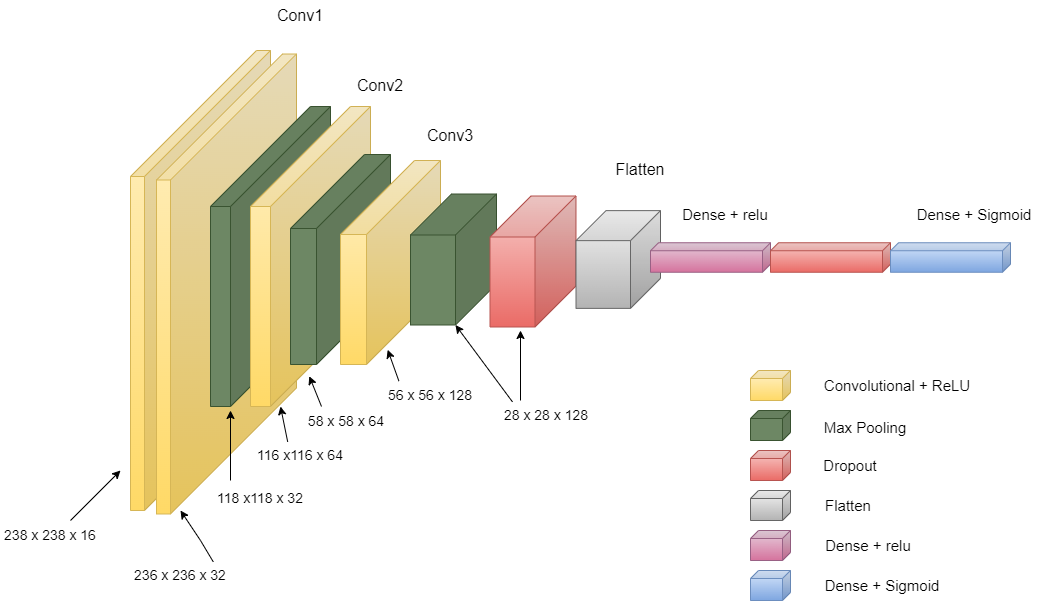 Conv1
Conv2
Conv3
Flatten
Dense + relu
Dense + Sigmoid
238 x 238 x 16
236 x 236 x 32
118 x118 x 32
116 x116 x 64
58 x 58 x 64
56 x 56 x 128
28 x 28 x 128
Convolutional + ReLU
Max Pooling
Dropout
Flatten
Dense + relu
Dense + Sigmoid